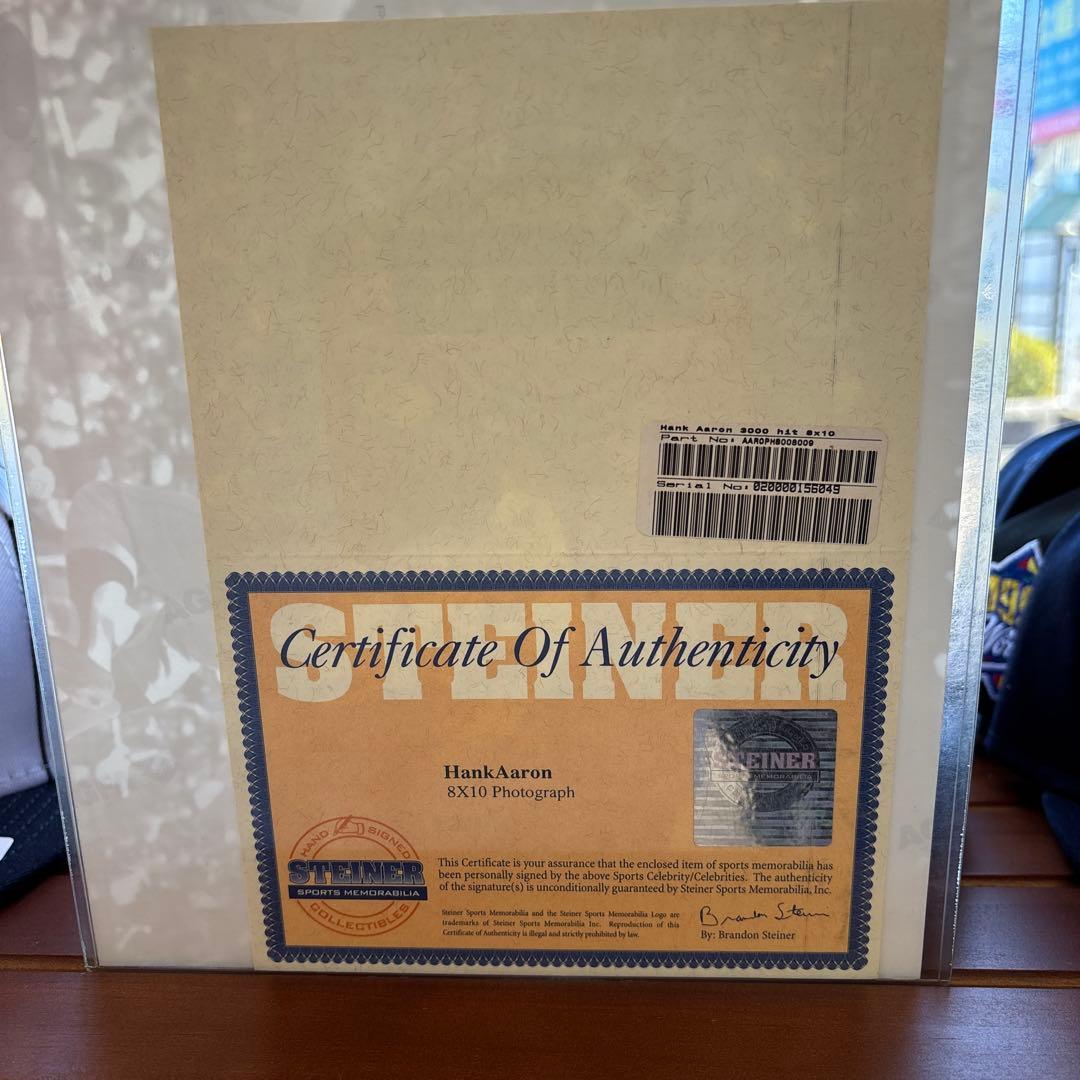 Hank Aaron 3000 hit 8x10
Part No: AAROPH8008009
Serial No: 020000156049
STEINER
Certificate Of Authenticity
STEINER
MEMORABILIA
HankAaron
8X10 Photograph
HAND SIGNED
STEINER
SPORTS MEMORABILIA
COLLECTIBLES
This Certificate is your assurance that the enclosed item of sports memorabilia has
been personally signed by the above Sports Celebrity/Celebrities. The authenticity
of the signature(s) is unconditionally guaranteed by Steiner Sports Memorabilia, Inc.
Steiner Sports Memorabilia and the Steiner Sports Memorabilia Logo are
trademarks of Steiner Sports Memorabilia Inc. Reproduction of this
Certificate of Authenticity is illegal and strictly prohibited by law.
Brandon Steiner
By: Brandon Steiner